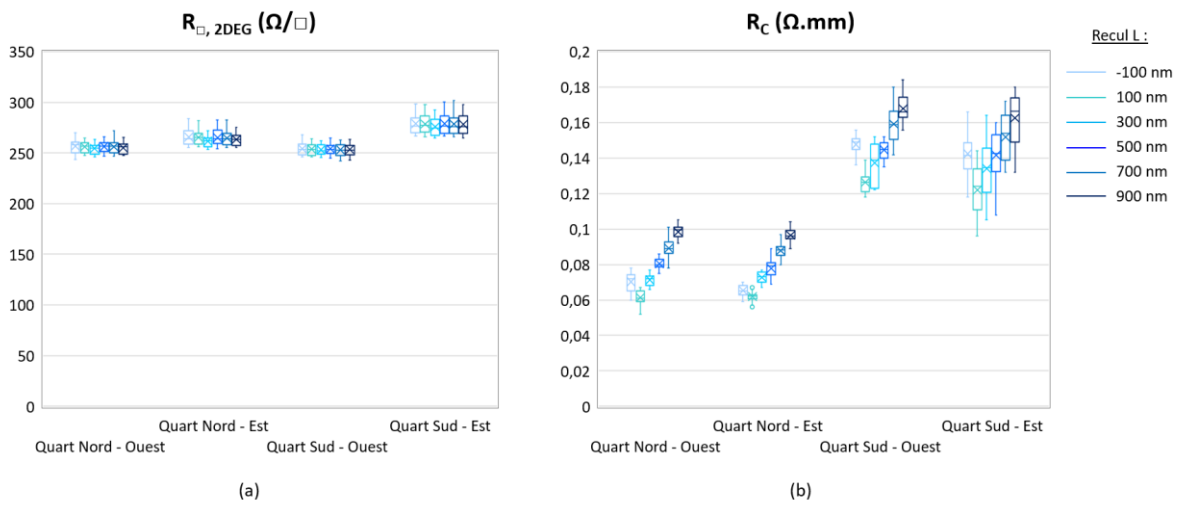 R□, 2DEG (Ω/□)
350
300
250
200
150
100
50
0
Quart Nord - Est
Quart Sud - Est
Quart Nord - Ouest
Quart Sud - Ouest
(a)
R_C (Ω.mm)
0,2
0,18
0,16
0,14
0,12
0,1
0,08
0,06
0,04
0,02
0
Quart Nord - Est
Quart Sud - Est
Quart Nord - Ouest
Quart Sud - Ouest
(b)
Recul L :
-100 nm
100 nm
300 nm
500 nm
700 nm
900 nm